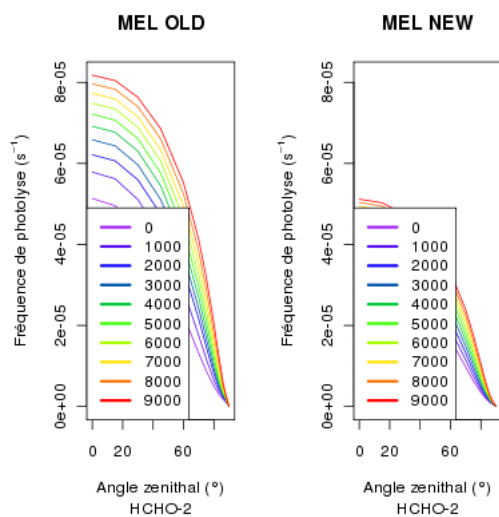 MEL OLD
Fréquence de photolyse (s⁻¹)
0e+00
2e-05
4e-05
6e-05
8e-05
0
1000
2000
3000
4000
5000
6000
7000
8000
9000
0 20 60
Angle zenithal (°)
HCHO-2
MEL NEW
Fréquence de photolyse (s⁻¹)
0e+00
2e-05
4e-05
6e-05
8e-05
0
1000
2000
3000
4000
5000
6000
7000
8000
9000
0 20 60
Angle zenithal (°)
HCHO-2